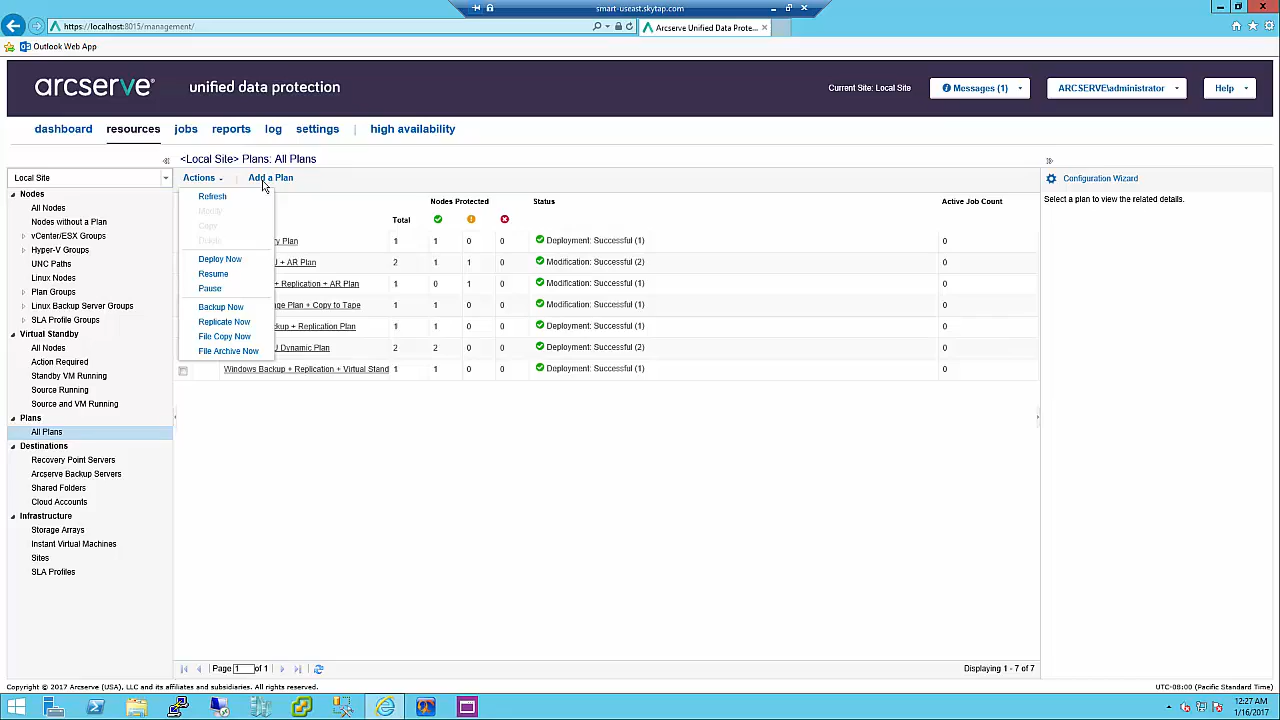 smart-useast.skytap.com
https://localhost:8015/management/
Arcserve Unified Data Prote...
Outlook Web App
arcserve® unified data protection
Current Site: Local Site
Messages (1)
ARCSERVE\administrator
Help
dashboard resources jobs reports log settings | high availability
<Local Site> Plans: All Plans
Local Site
Actions
Add a Plan
Configuration Wizard
Select a plan to view the related details.
Nodes
All Nodes
Nodes without a Plan
vCenter/ESX Groups
Hyper-V Groups
UNC Paths
Linux Nodes
Plan Groups
Linux Backup Server Groups
SLA Profile Groups
Virtual Standby
All Nodes
Action Required
Standby VM Running
Source Running
Source and VM Running
Plans
All Plans
Destinations
Recovery Point Servers
Arcserve Backup Servers
Shared Folders
Cloud Accounts
Infrastructure
Storage Arrays
Instant Virtual Machines
Sites
SLA Profiles
Refresh
Modify
Copy
Delete
Deploy Now
Resume
Pause
Backup Now
Replicate Now
File Copy Now
File Archive Now
Nodes Protected
Status
Active Job Count
Total
ry Plan 1 1 0 0 Deployment: Successful (1) 0
+ AR Plan 2 1 1 0 Modification: Successful (2) 0
+ Replication + AR Plan 1 0 1 0 Modification: Successful (1) 0
ge Plan + Copy to Tape 1 1 0 0 Modification: Successful (1) 0
kup + Replication Plan 1 1 0 0 Deployment: Successful (1) 0
Dynamic Plan 2 2 0 0 Deployment: Successful (2) 0
Windows Backup + Replication + Virtual Stand 1 1 0 0 Deployment: Successful (1) 0
Page 1 of 1
Displaying 1 - 7 of 7
Copyright © 2017 Arcserve (USA), LLC and its affiliates and subsidiaries. All rights reserved.
UTC-08:00 (Pacific Standard Time)
12:27 AM
1/16/2017